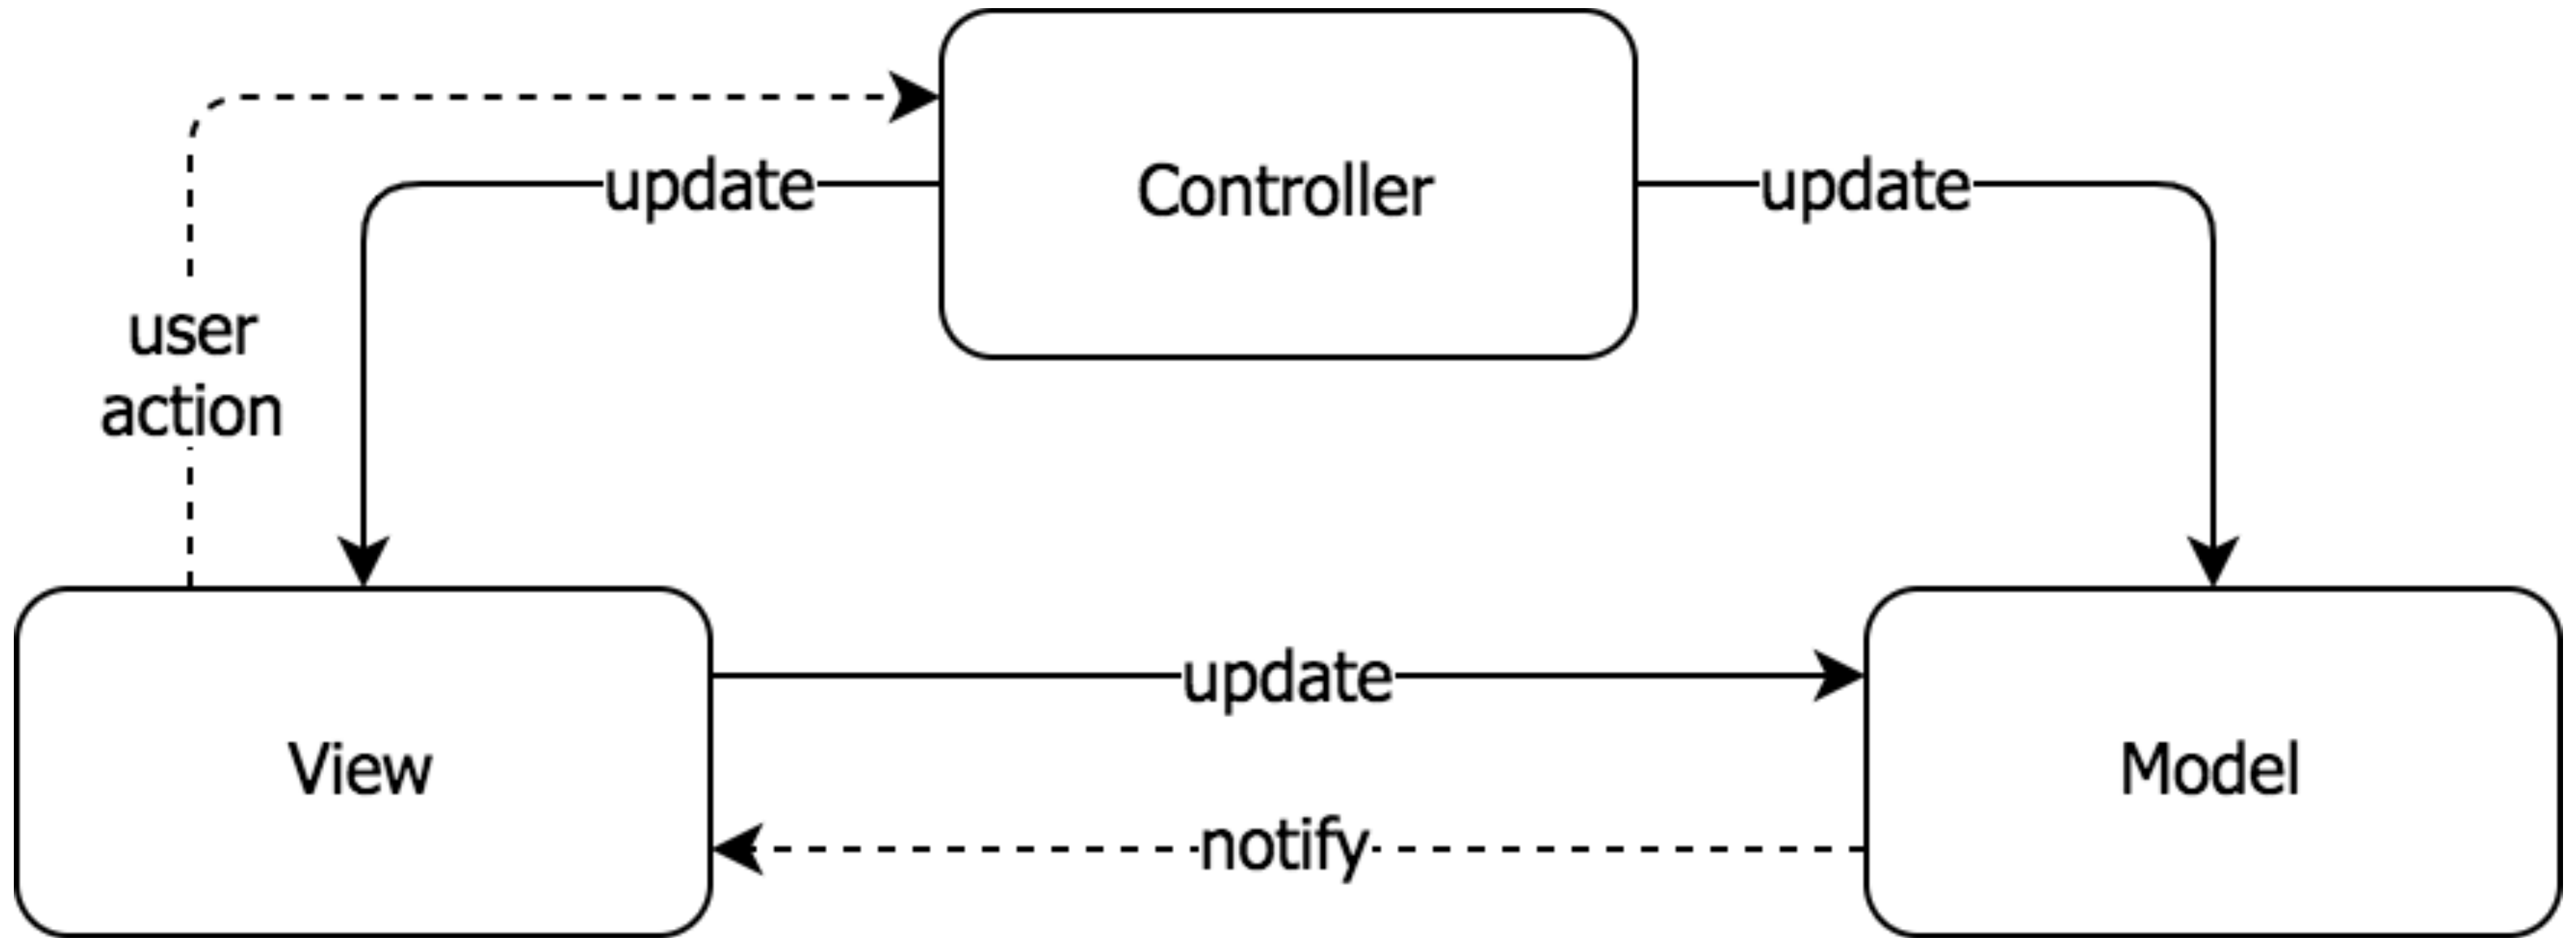 Controller
update
update
user
action
update
View
Model
notify